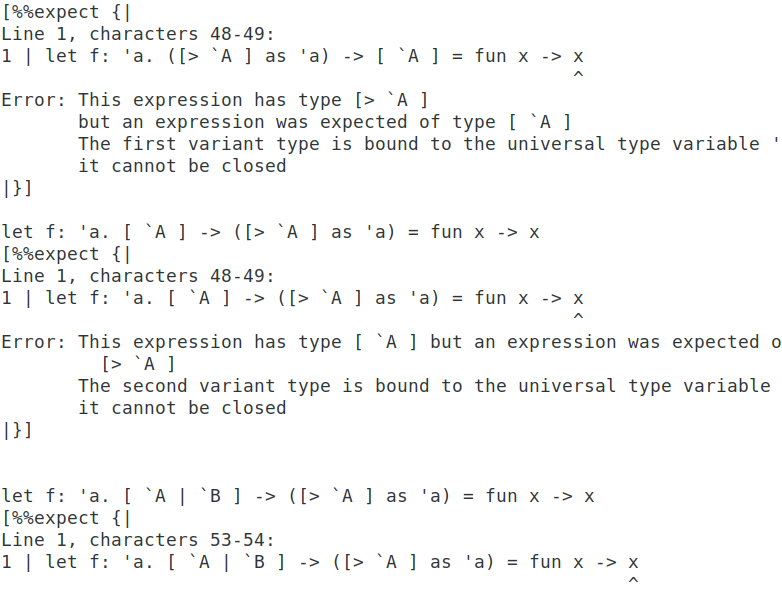 [%%expect {|
Line 1, characters 48-49:
1 | let f: 'a. ([> `A ] as 'a) -> [ `A ] = fun x -> x
                                                    ^
Error: This expression has type [> `A ]
       but an expression was expected of type [ `A ]
       The first variant type is bound to the universal type variable '
       it cannot be closed
|}]

let f: 'a. [ `A ] -> ([> `A ] as 'a) = fun x -> x
[%%expect {|
Line 1, characters 48-49:
1 | let f: 'a. [ `A ] -> ([> `A ] as 'a) = fun x -> x
                                                    ^
Error: This expression has type [ `A ] but an expression was expected o
         [> `A ]
       The second variant type is bound to the universal type variable
       it cannot be closed
|}]


let f: 'a. [ `A | `B ] -> ([> `A ] as 'a) = fun x -> x
[%%expect {|
Line 1, characters 53-54:
1 | let f: 'a. [ `A | `B ] -> ([> `A ] as 'a) = fun x -> x
                                                         ^